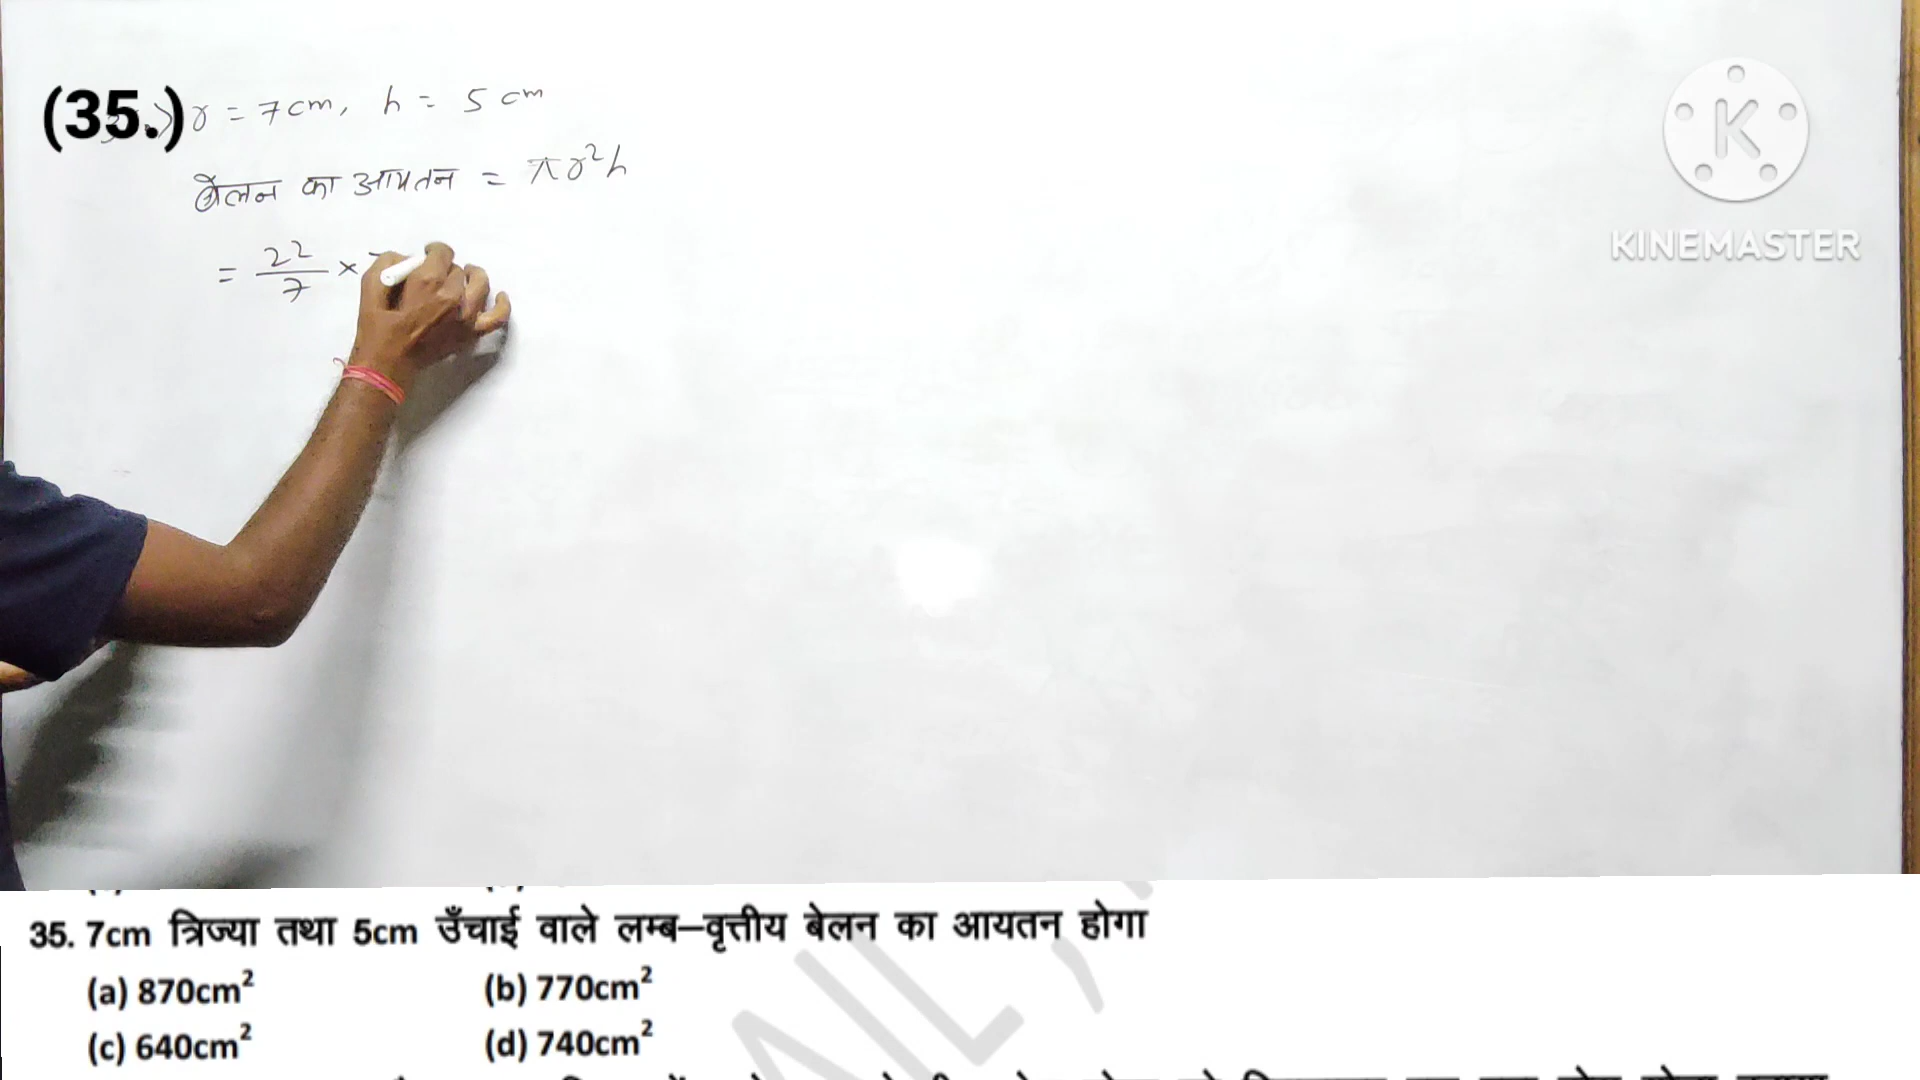 (35.) r = 7cm, h = 5 cm
बेलन का आयतन = πr²h
= 22/7 × 7
KINEMASTER
35. 7cm त्रिज्या तथा 5cm उँचाई वाले लम्ब–वृत्तीय बेलन का आयतन होगा
(a) 870cm² (b) 770cm²
(c) 640cm² (d) 740cm²